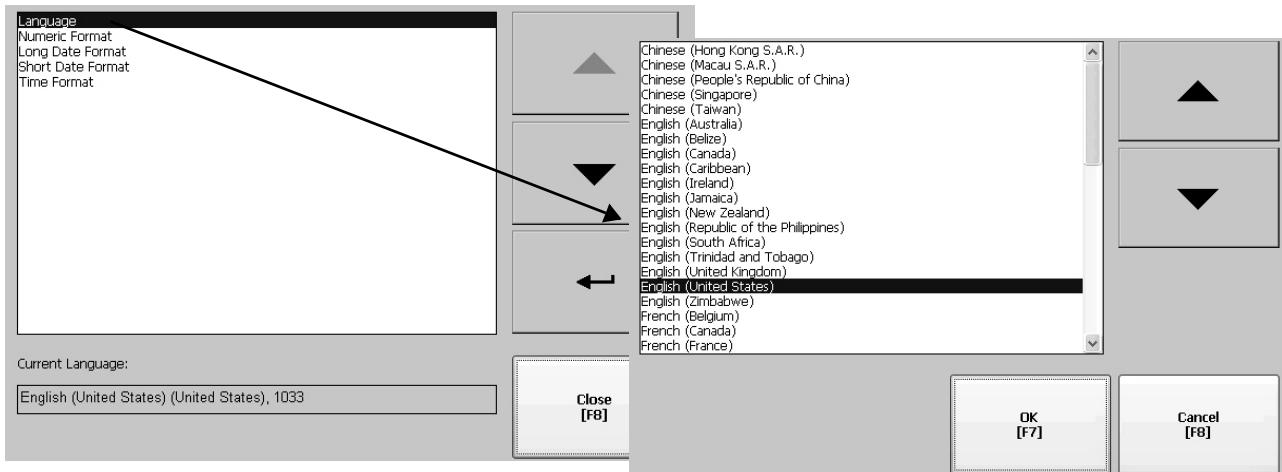 Language
Numeric Format
Long Date Format
Short Date Format
Time Format
Current Language:
English (United States) (United States), 1033
Close
[F8]
Chinese (Hong Kong S.A.R.)
Chinese (Macau S.A.R.)
Chinese (People's Republic of China)
Chinese (Singapore)
Chinese (Taiwan)
English (Australia)
English (Belize)
English (Canada)
English (Caribbean)
English (Ireland)
English (Jamaica)
English (New Zealand)
English (Republic of the Philippines)
English (South Africa)
English (Trinidad and Tobago)
English (United Kingdom)
English (United States)
English (Zimbabwe)
French (Belgium)
French (Canada)
French (France)
OK
[F7]
Cancel
[F8]